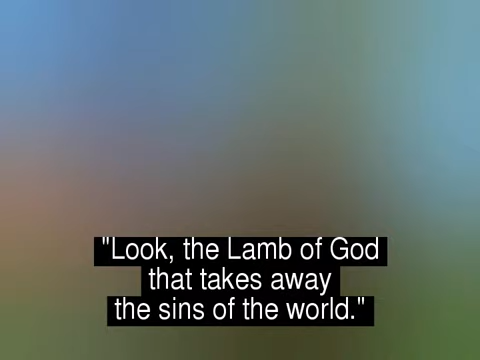 "Look, the Lamb of God
that takes away
the sins of the world."